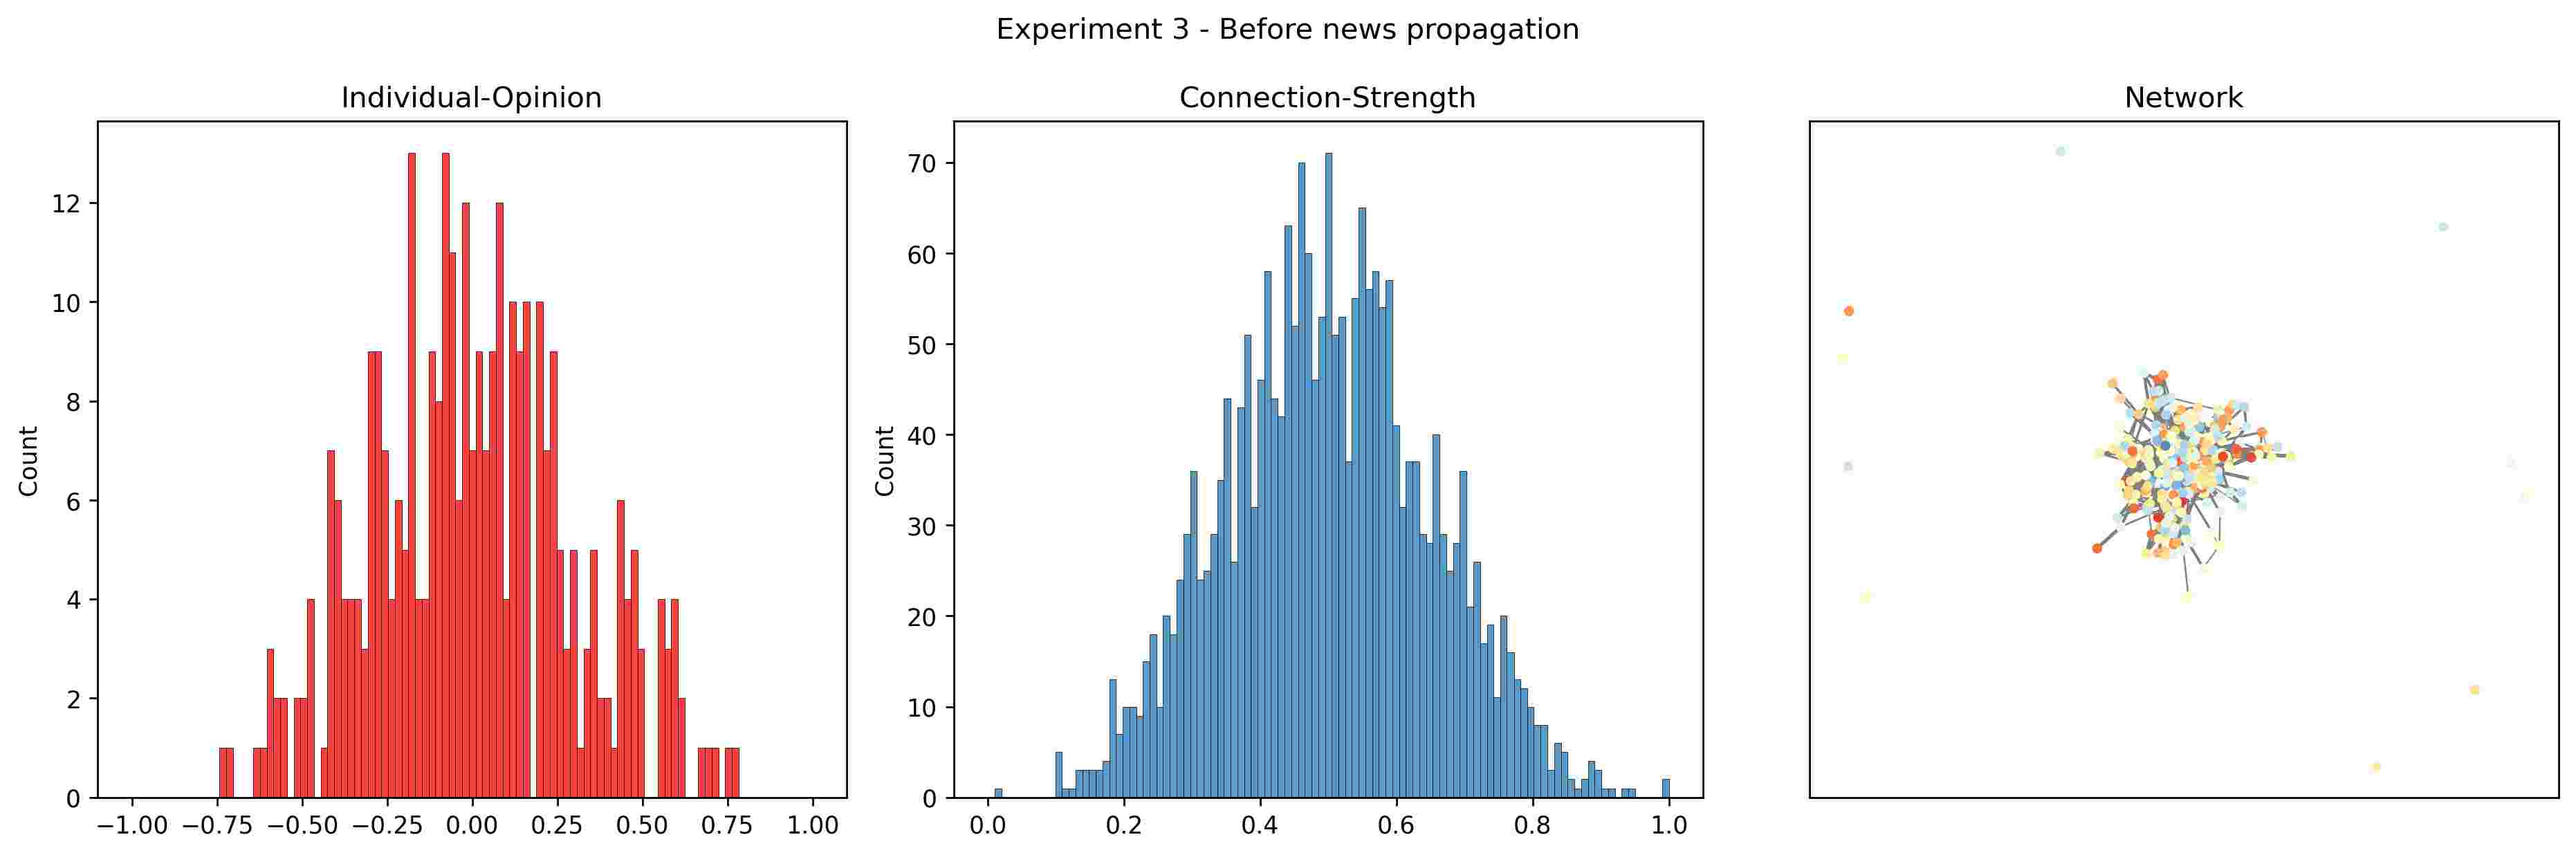 Experiment 3 - Before news propagation
Individual-Opinion
Count
12
10
8
6
4
2
0
−1.00 −0.75 −0.50 −0.25 0.00 0.25 0.50 0.75 1.00
Connection-Strength
Count
70
60
50
40
30
20
10
0
0.0 0.2 0.4 0.6 0.8 1.0
Network